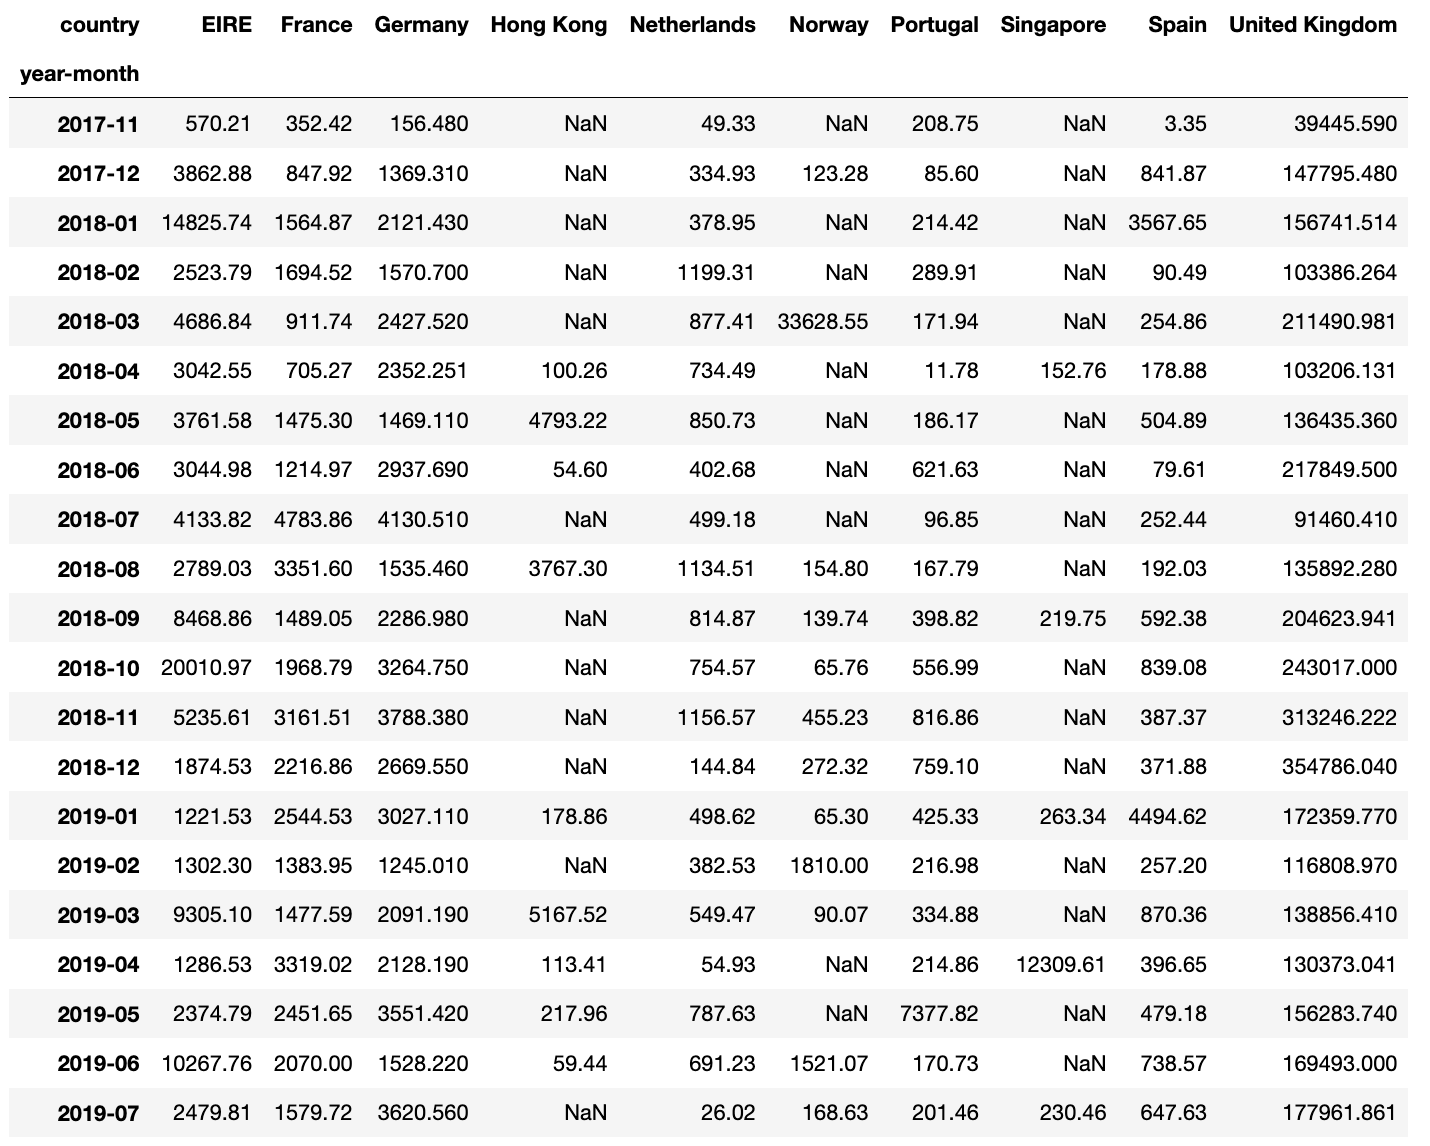 country EIRE France Germany Hong Kong Netherlands Norway Portugal Singapore Spain United Kingdom
year-month
2017-11 570.21 352.42 156.480 NaN 49.33 NaN 208.75 NaN 3.35 39445.590
2017-12 3862.88 847.92 1369.310 NaN 334.93 123.28 85.60 NaN 841.87 147795.480
2018-01 14825.74 1564.87 2121.430 NaN 378.95 NaN 214.42 NaN 3567.65 156741.514
2018-02 2523.79 1694.52 1570.700 NaN 1199.31 NaN 289.91 NaN 90.49 103386.264
2018-03 4686.84 911.74 2427.520 NaN 877.41 33628.55 171.94 NaN 254.86 211490.981
2018-04 3042.55 705.27 2352.251 100.26 734.49 NaN 11.78 152.76 178.88 103206.131
2018-05 3761.58 1475.30 1469.110 4793.22 850.73 NaN 186.17 NaN 504.89 136435.360
2018-06 3044.98 1214.97 2937.690 54.60 402.68 NaN 621.63 NaN 79.61 217849.500
2018-07 4133.82 4783.86 4130.510 NaN 499.18 NaN 96.85 NaN 252.44 91460.410
2018-08 2789.03 3351.60 1535.460 3767.30 1134.51 154.80 167.79 NaN 192.03 135892.280
2018-09 8468.86 1489.05 2286.980 NaN 814.87 139.74 398.82 219.75 592.38 204623.941
2018-10 20010.97 1968.79 3264.750 NaN 754.57 65.76 556.99 NaN 839.08 243017.000
2018-11 5235.61 3161.51 3788.380 NaN 1156.57 455.23 816.86 NaN 387.37 313246.222
2018-12 1874.53 2216.86 2669.550 NaN 144.84 272.32 759.10 NaN 371.88 354786.040
2019-01 1221.53 2544.53 3027.110 178.86 498.62 65.30 425.33 263.34 4494.62 172359.770
2019-02 1302.30 1383.95 1245.010 NaN 382.53 1810.00 216.98 NaN 257.20 116808.970
2019-03 9305.10 1477.59 2091.190 5167.52 549.47 90.07 334.88 NaN 870.36 138856.410
2019-04 1286.53 3319.02 2128.190 113.41 54.93 NaN 214.86 12309.61 396.65 130373.041
2019-05 2374.79 2451.65 3551.420 217.96 787.63 NaN 7377.82 NaN 479.18 156283.740
2019-06 10267.76 2070.00 1528.220 59.44 691.23 1521.07 170.73 NaN 738.57 169493.000
2019-07 2479.81 1579.72 3620.560 NaN 26.02 168.63 201.46 230.46 647.63 177961.861